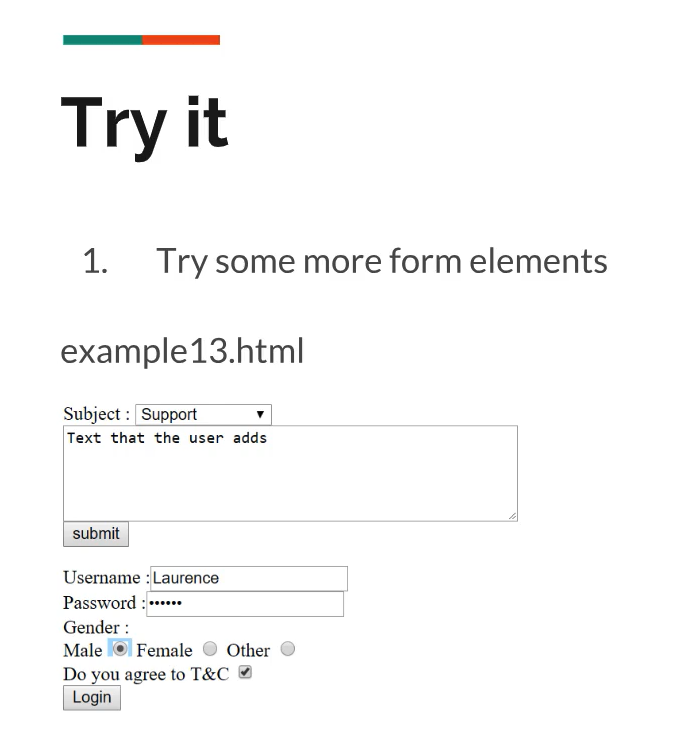 Try it
1. Try some more form elements
example13.html
Subject : Support
Text that the user adds
submit
Username :Laurence
Password :••••••
Gender :
Male Female Other
Do you agree to T&C
Login